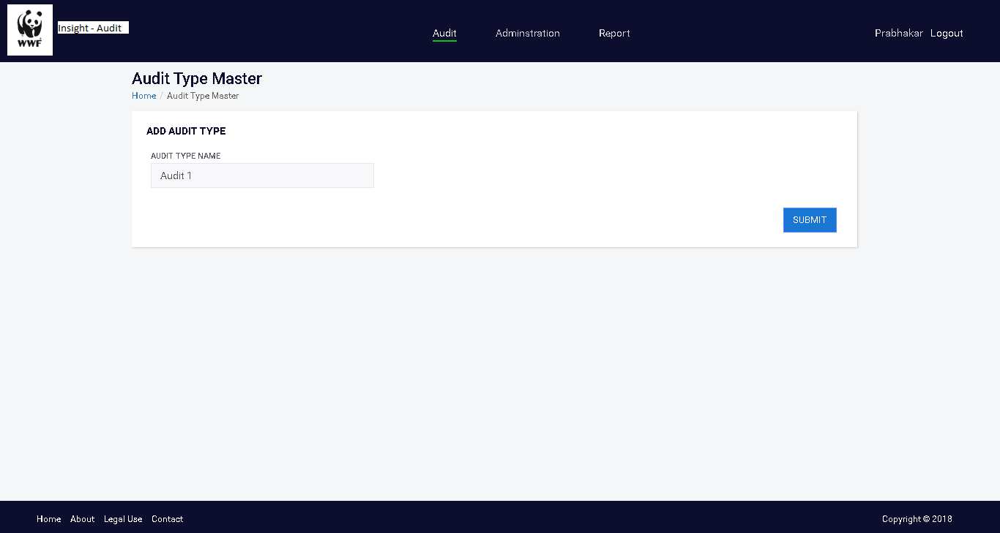 WWF
Insight - Audit
Audit Adminstration Report
Prabhakar Logout
Audit Type Master
Home / Audit Type Master
ADD AUDIT TYPE
AUDIT TYPE NAME
Audit 1
SUBMIT
Home About Legal Use Contact
Copyright © 2018